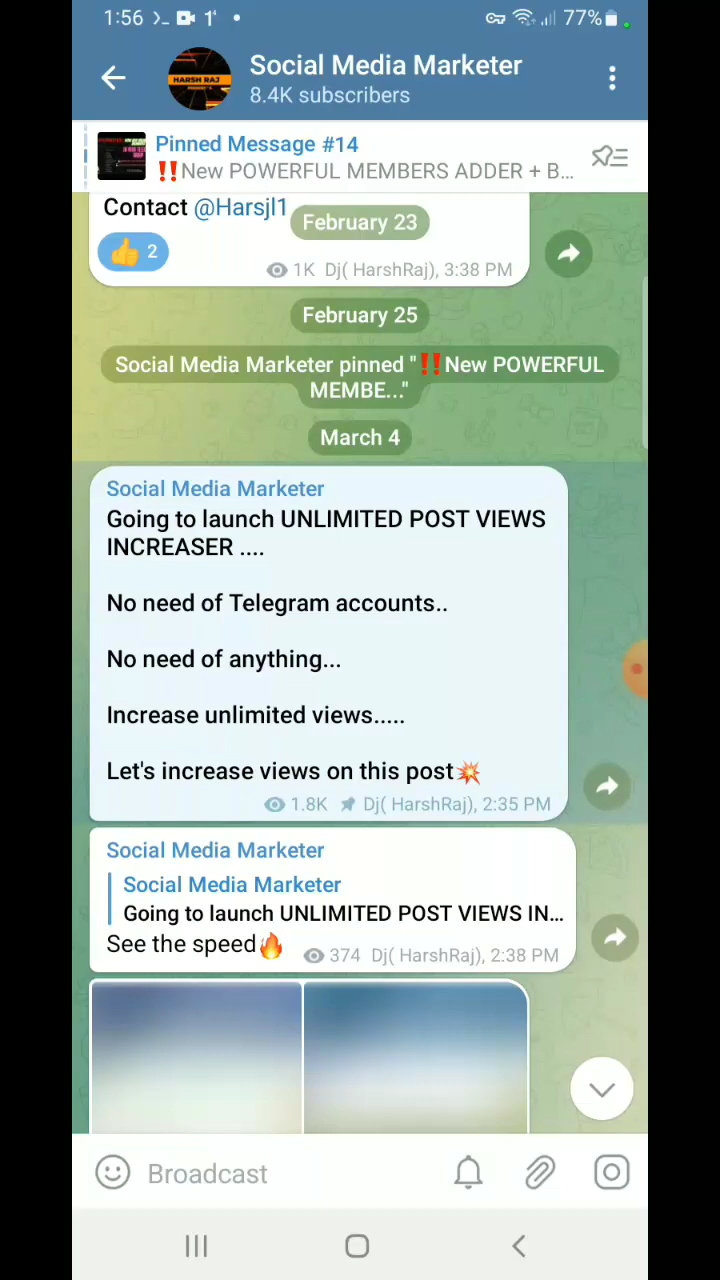 1:56
77%
HARSH RAJ
Social Media Marketer
8.4K subscribers
Pinned Message #14
‼️New POWERFUL MEMBERS ADDER + B...
Contact @Harsjl1
February 23
👍 2
1K Dj( HarshRaj), 3:38 PM
February 25
Social Media Marketer pinned "‼️New POWERFUL
MEMBE..."
March 4
Social Media Marketer
Going to launch UNLIMITED POST VIEWS
INCREASER ....
No need of Telegram accounts..
No need of anything...
Increase unlimited views.....
Let's increase views on this post💥
1.8K Dj( HarshRaj), 2:35 PM
Social Media Marketer
Social Media Marketer
Going to launch UNLIMITED POST VIEWS IN...
See the speed🔥 374 Dj( HarshRaj), 2:38 PM
Broadcast